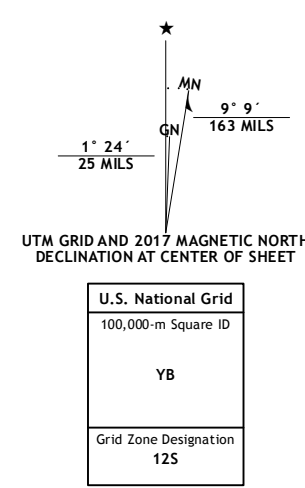 ★
MN
9° 9´
163 MILS
GN
1° 24´
25 MILS
UTM GRID AND 2017 MAGNETIC NORTH
DECLINATION AT CENTER OF SHEET
U.S. National Grid
100,000-m Square ID
YB
Grid Zone Designation
12S